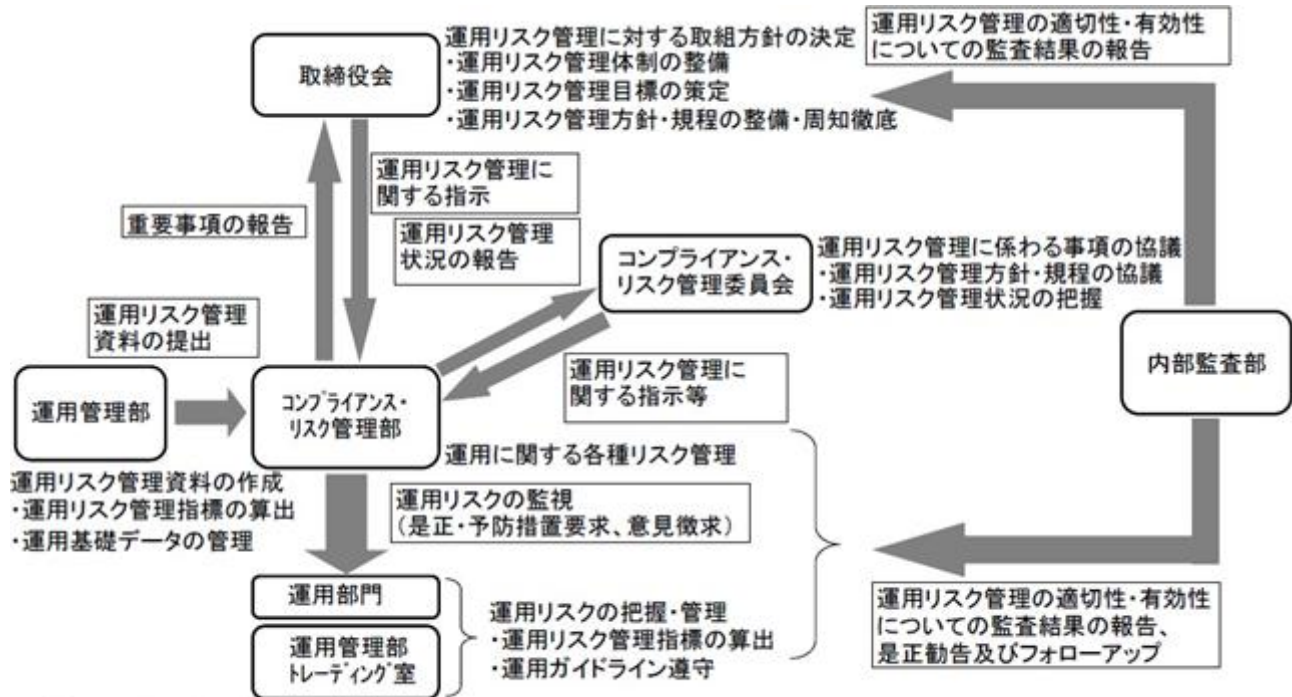 取締役会
運用リスク管理に対する取組方針の決定
・運用リスク管理体制の整備
・運用リスク管理目標の策定
・運用リスク管理方針・規程の整備・周知徹底
運用リスク管理の適切性・有効性
についての監査結果の報告
重要事項の報告
運用リスク管理に
関する指示
運用リスク管理
状況の報告
コンプライアンス・
リスク管理委員会
運用リスク管理に係わる事項の協議
・運用リスク管理方針・規程の協議
・運用リスク管理状況の把握
内部監査部
運用リスク管理
資料の提出
運用管理部
コンプライアンス・
リスク管理部
運用リスク管理に
関する指示等
運用に関する各種リスク管理
運用リスク管理資料の作成
・運用リスク管理指標の算出
・運用基礎データの管理
運用リスクの監視
（是正・予防措置要求、意見徴求）
運用部門
運用管理部
トレーディング室
運用リスクの把握・管理
・運用リスク管理指標の算出
・運用ガイドライン遵守
運用リスク管理の適切性・有効性
についての監査結果の報告、
是正勧告及びフォローアップ